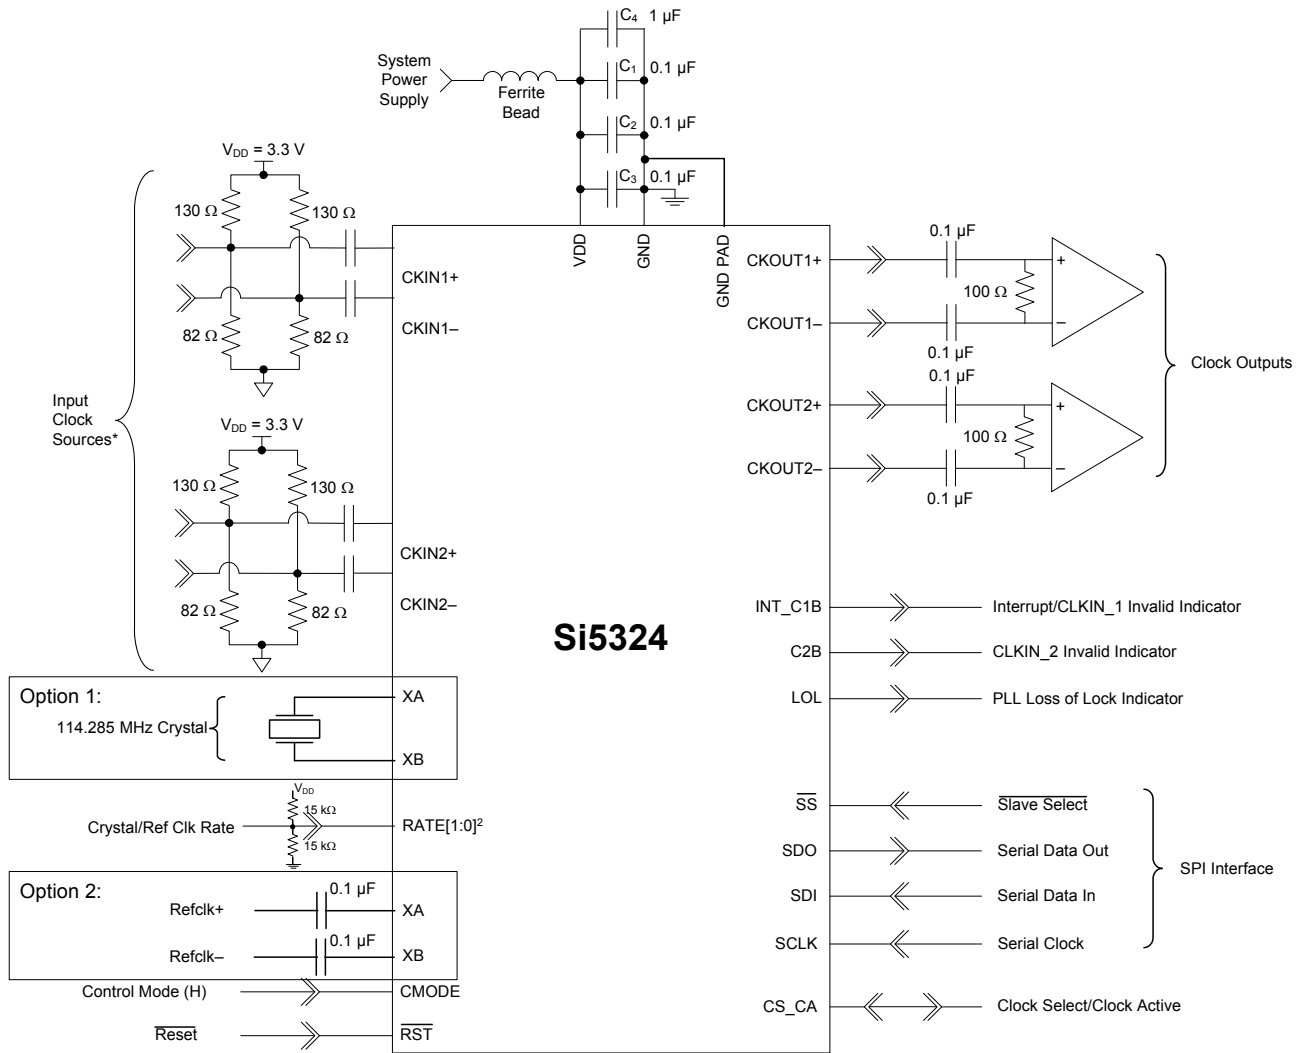 C4 1 µF
System
Power
Supply
Ferrite
Bead
C1 0.1 µF
C2 0.1 µF
C3 0.1 µF
VDD
GND
GND PAD
VDD = 3.3 V
130 Ω
130 Ω
82 Ω
82 Ω
CKIN1+
CKIN1–
Input
Clock
Sources*
VDD = 3.3 V
130 Ω
130 Ω
82 Ω
82 Ω
CKIN2+
CKIN2–
Option 1:
114.285 MHz Crystal
XA
XB
VDD
15 kΩ
15 kΩ
Crystal/Ref Clk Rate
RATE[1:0]²
Option 2:
Refclk+
0.1 µF
XA
Refclk–
0.1 µF
XB
Control Mode (H)
CMODE
Reset
RST
Si5324
CKOUT1+
0.1 µF
+
100 Ω
CKOUT1–
–
0.1 µF
Clock Outputs
CKOUT2+
0.1 µF
+
100 Ω
CKOUT2–
–
0.1 µF
INT_C1B
Interrupt/CLKIN_1 Invalid Indicator
C2B
CLKIN_2 Invalid Indicator
LOL
PLL Loss of Lock Indicator
SS
Slave Select
SDO
Serial Data Out
SDI
Serial Data In
SCLK
Serial Clock
SPI Interface
CS_CA
Clock Select/Clock Active